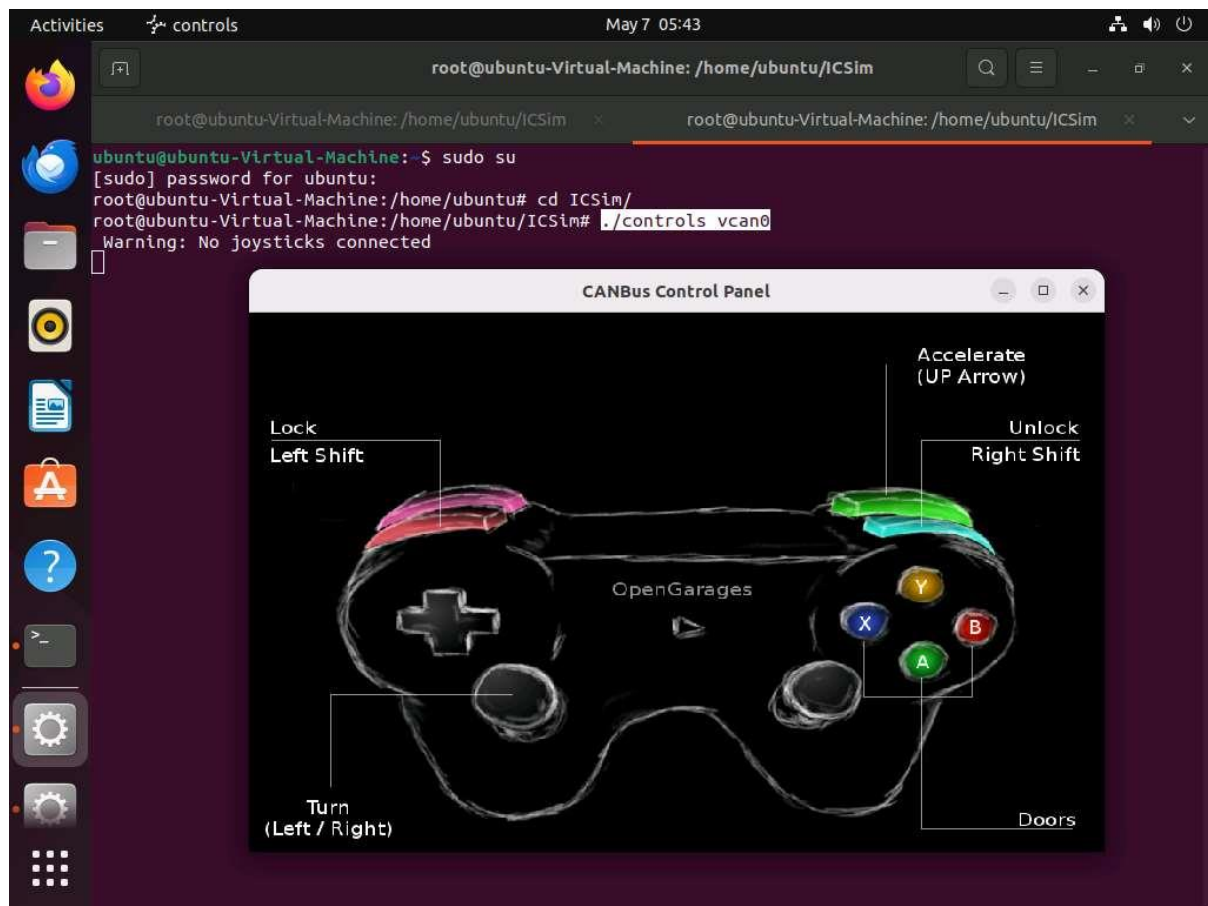 Activities controls May 7 05:43
root@ubuntu-Virtual-Machine: /home/ubuntu/ICSim
root@ubuntu-Virtual-Machine: /home/ubuntu/ICSim × root@ubuntu-Virtual-Machine: /home/ubuntu/ICSim ×
ubuntu@ubuntu-Virtual-Machine:~$ sudo su
[sudo] password for ubuntu:
root@ubuntu-Virtual-Machine:/home/ubuntu# cd ICSim/
root@ubuntu-Virtual-Machine:/home/ubuntu/ICSim# ./controls vcan0
Warning: No joysticks connected
CANBus Control Panel
Accelerate
(UP Arrow)
Lock
Left Shift
Unlock
Right Shift
OpenGarages
Y
X
B
A
Turn
(Left / Right)
Doors